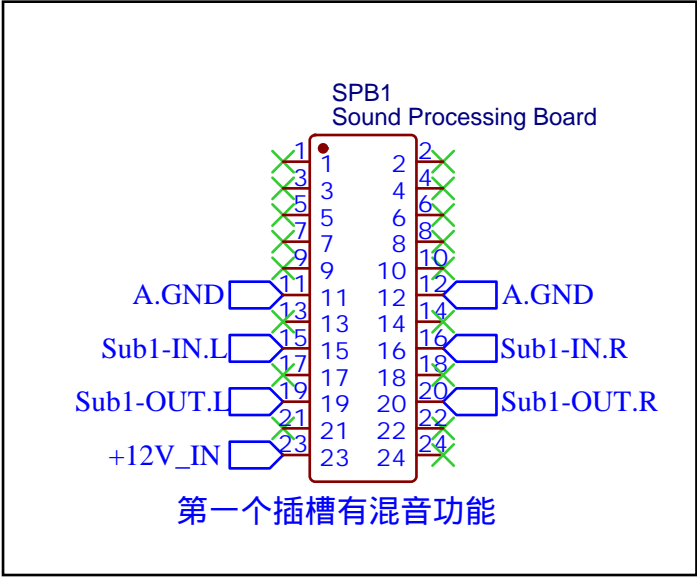 SPB1
Sound Processing Board
1 1 2 2
3 3 4 4
5 5 6 6
7 7 8 8
9 9 10 10
A.GND 11 11 12 12 A.GND
13 13 14 14
Sub1-IN.L 15 15 16 16 Sub1-IN.R
17 17 18 18
Sub1-OUT.L 19 19 20 20 Sub1-OUT.R
21 21 22 22
+12V_IN 23 23 24 24
第一个插槽有混音功能